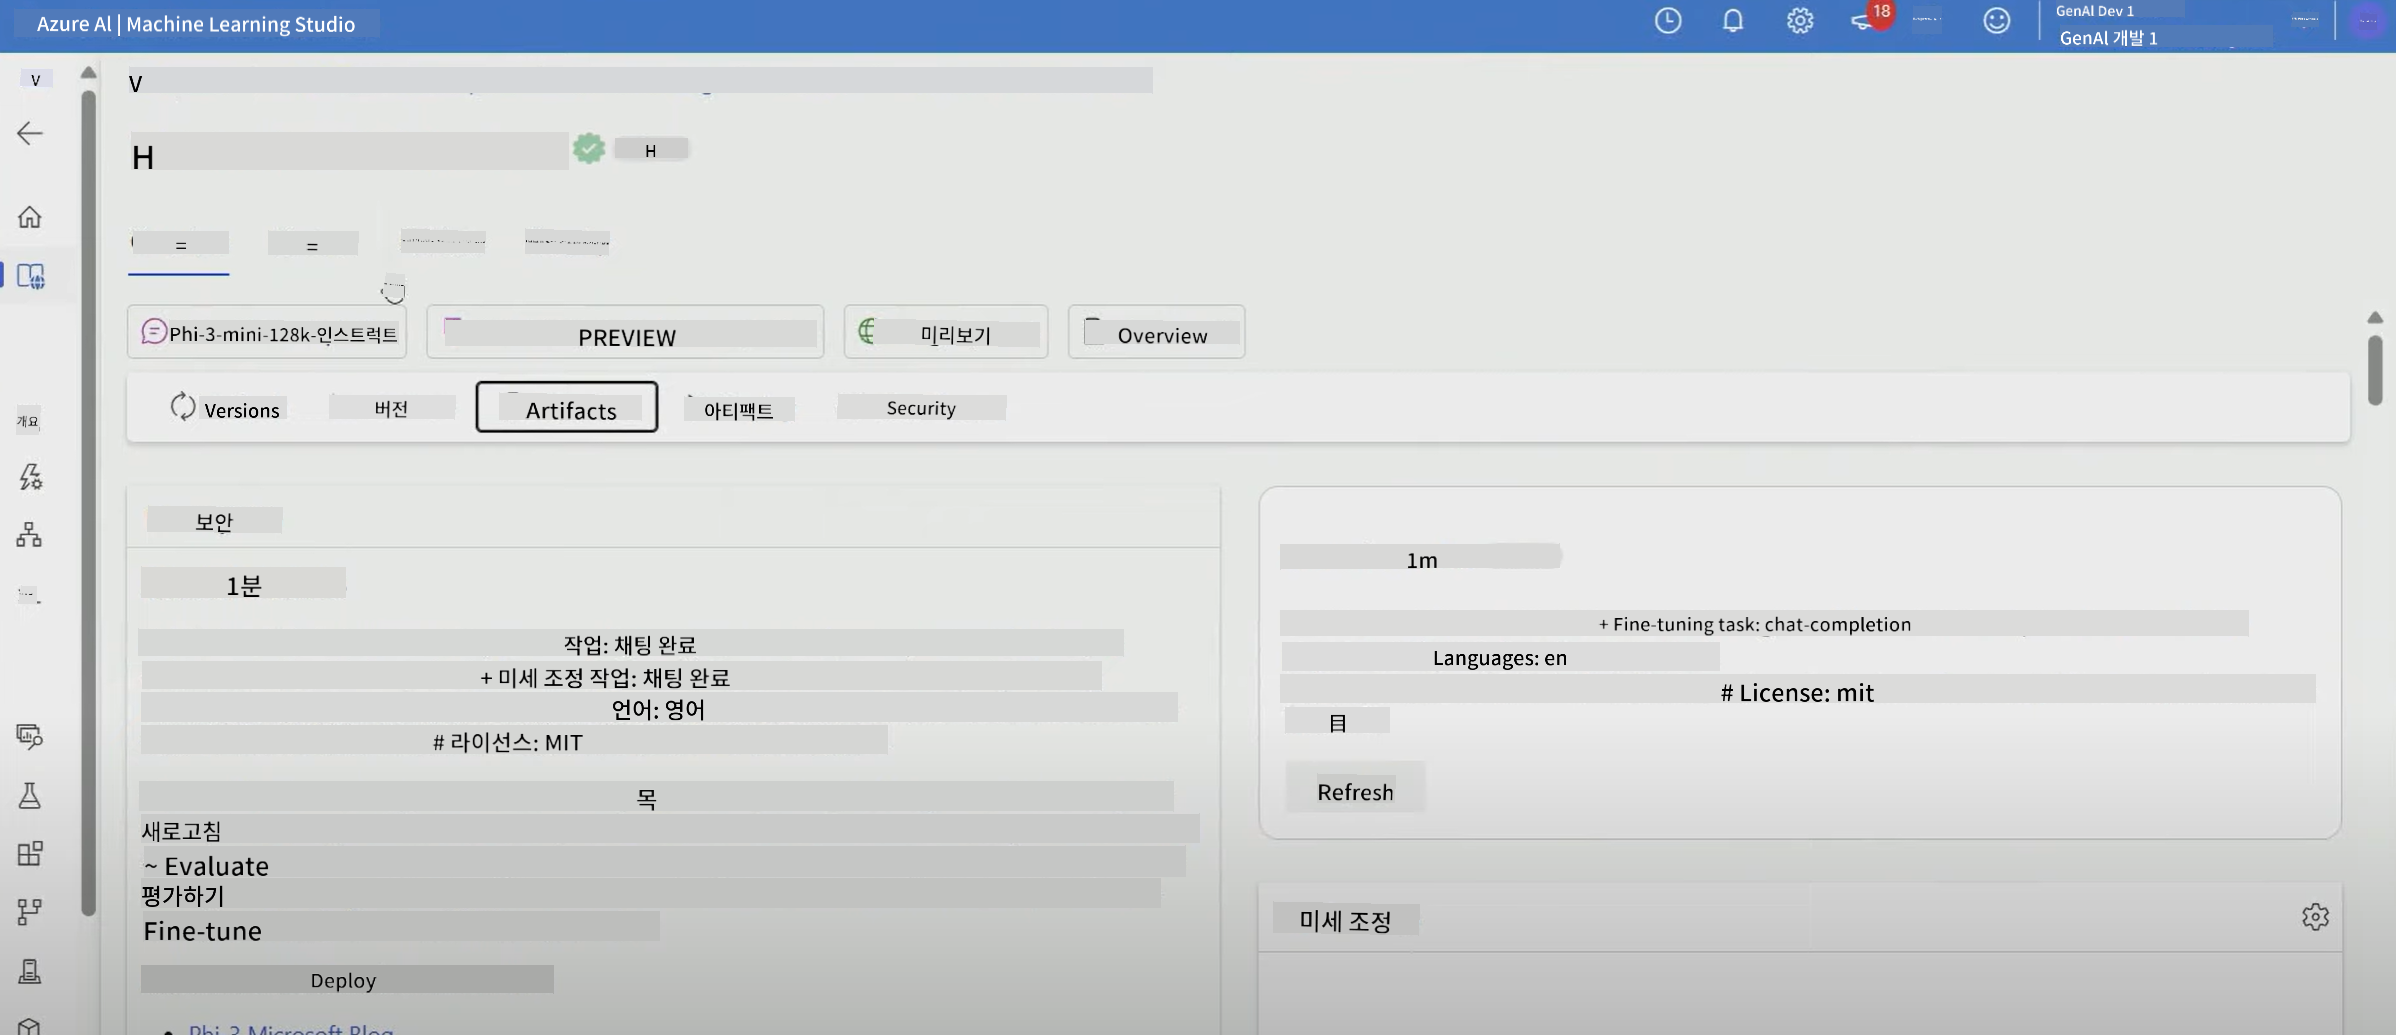 Azure AI | Machine Learning Studio
18
GenAI Dev 1
GenAI 개발 1
V
V
H
H
=
=
Phi-3-mini-128k-인스트럭트
PREVIEW
미리보기
Overview
Versions
버전
Artifacts
아티팩트
Security
개요
보안
1분
작업: 채팅 완료
+ 미세 조정 작업: 채팅 완료
언어: 영어
# 라이선스: MIT
목
새로고침
~ Evaluate
평가하기
Fine-tune
Deploy
Phi-3 Microsoft Blog
1m
+ Fine-tuning task: chat-completion
Languages: en
# License: mit
目
Refresh
미세 조정